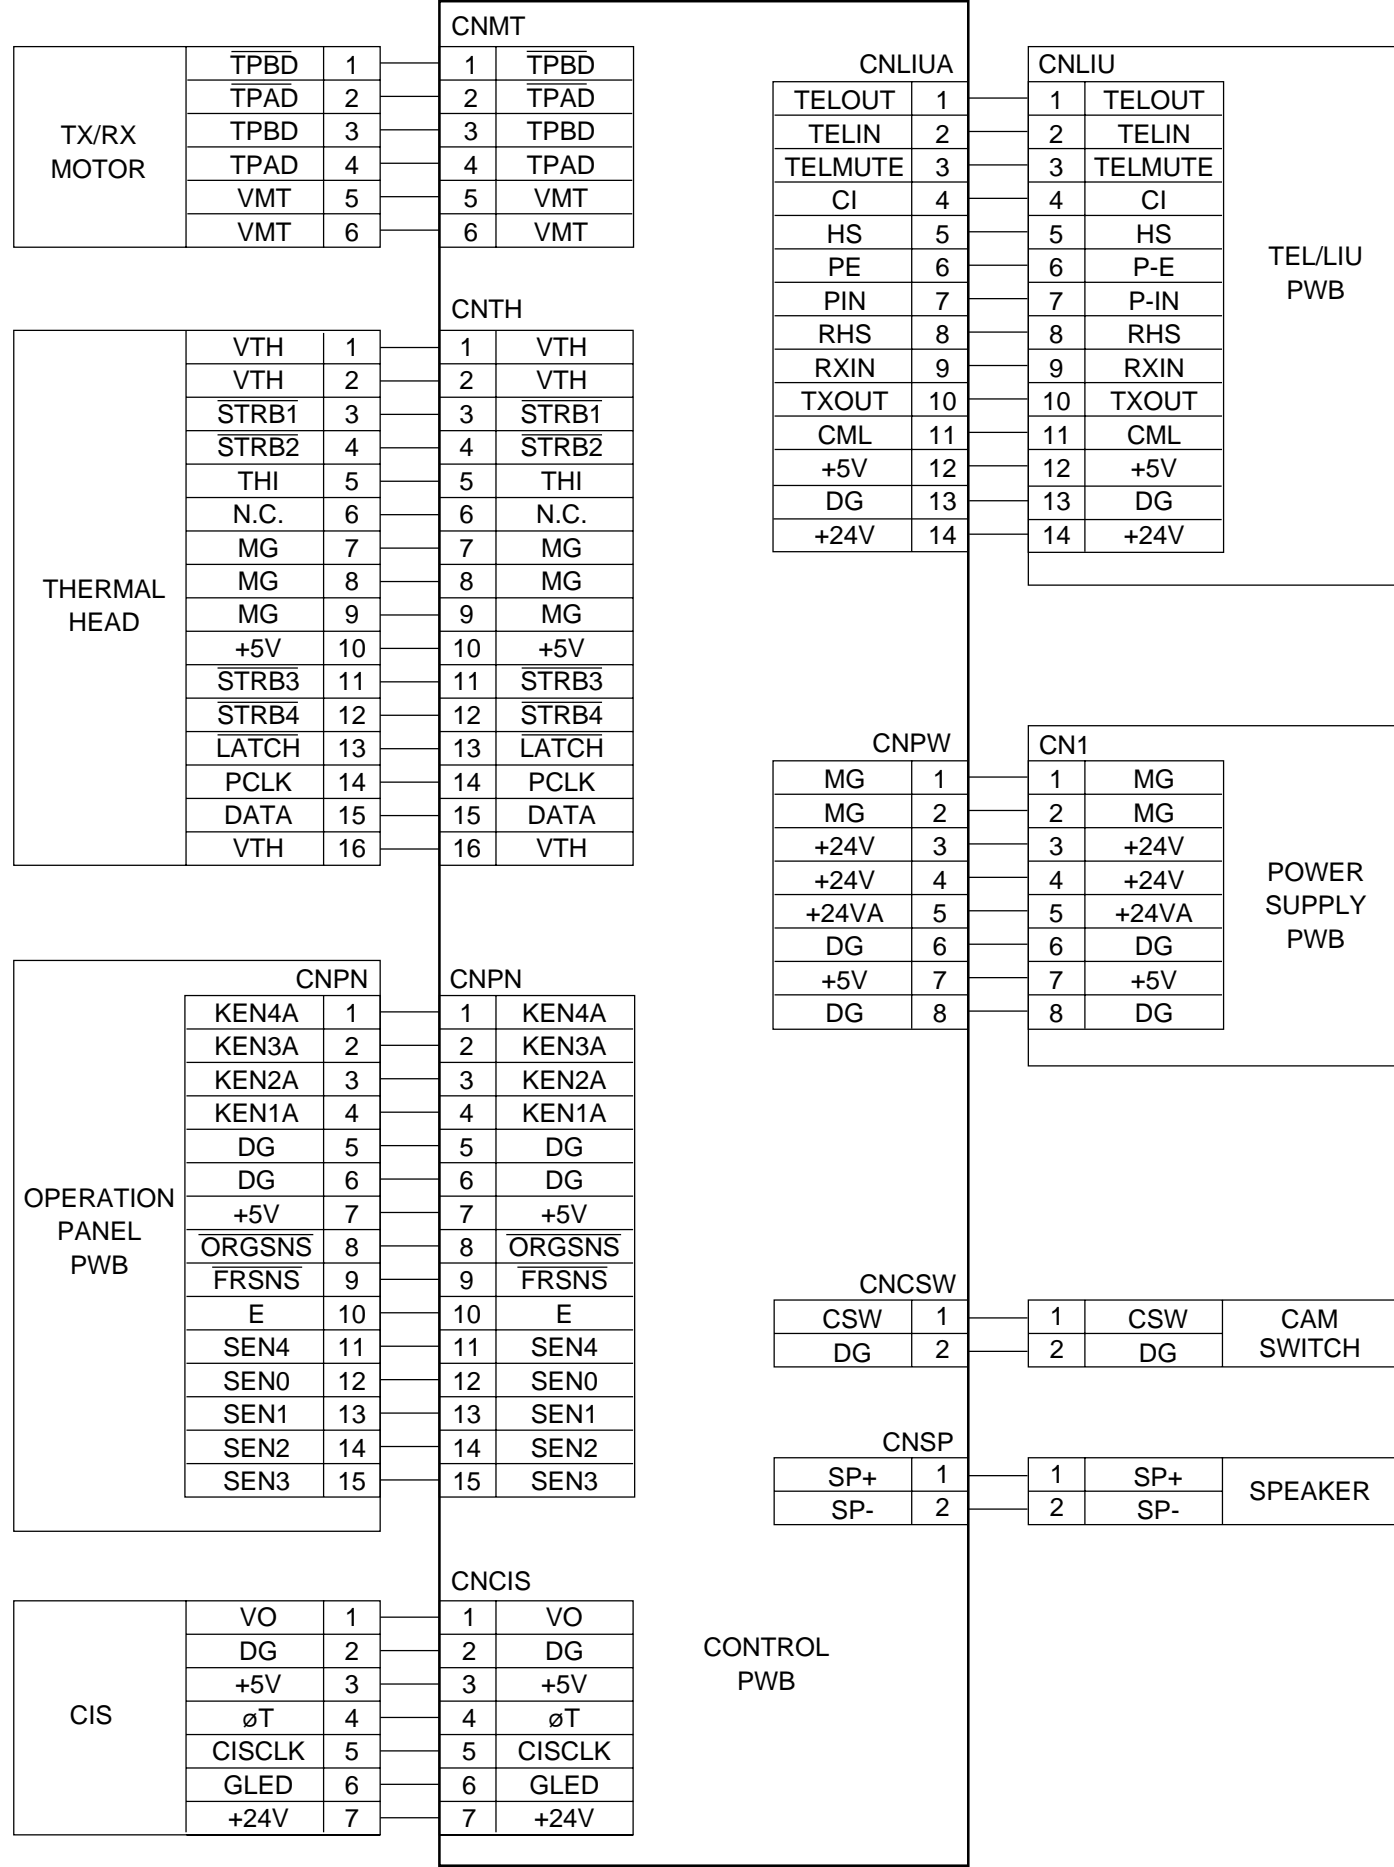 CNMT
TPBD 1 1 TPBD
TPAD 2 2 TPAD
TPBD 3 3 TPBD
TPAD 4 4 TPAD
VMT 5 5 VMT
VMT 6 6 VMT
TX/RX
MOTOR
CNTH
VTH 1 1 VTH
VTH 2 2 VTH
STRB1 3 3 STRB1
STRB2 4 4 STRB2
THI 5 5 THI
N.C. 6 6 N.C.
MG 7 7 MG
MG 8 8 MG
MG 9 9 MG
+5V 10 10 +5V
STRB3 11 11 STRB3
STRB4 12 12 STRB4
LATCH 13 13 LATCH
PCLK 14 14 PCLK
DATA 15 15 DATA
VTH 16 16 VTH
THERMAL
HEAD
CNPN CNPN
KEN4A 1 1 KEN4A
KEN3A 2 2 KEN3A
KEN2A 3 3 KEN2A
KEN1A 4 4 KEN1A
DG 5 5 DG
DG 6 6 DG
+5V 7 7 +5V
ORGSNS 8 8 ORGSNS
FRSNS 9 9 FRSNS
E 10 10 E
SEN4 11 11 SEN4
SEN0 12 12 SEN0
SEN1 13 13 SEN1
SEN2 14 14 SEN2
SEN3 15 15 SEN3
OPERATION
PANEL
PWB
CNCIS
VO 1 1 VO
DG 2 2 DG
+5V 3 3 +5V
øT 4 4 øT
CISCLK 5 5 CISCLK
GLED 6 6 GLED
+24V 7 7 +24V
CIS
CONTROL
PWB
CNLIUA CNLIU
TELOUT 1 1 TELOUT
TELIN 2 2 TELIN
TELMUTE 3 3 TELMUTE
CI 4 4 CI
HS 5 5 HS
PE 6 6 P-E
PIN 7 7 P-IN
RHS 8 8 RHS
RXIN 9 9 RXIN
TXOUT 10 10 TXOUT
CML 11 11 CML
+5V 12 12 +5V
DG 13 13 DG
+24V 14 14 +24V
TEL/LIU
PWB
CNPW CN1
MG 1 1 MG
MG 2 2 MG
+24V 3 3 +24V
+24V 4 4 +24V
+24VA 5 5 +24VA
DG 6 6 DG
+5V 7 7 +5V
DG 8 8 DG
POWER
SUPPLY
PWB
CNCSW
CSW 1 1 CSW
DG 2 2 DG
CAM
SWITCH
CNSP
SP+ 1 1 SP+
SP- 2 2 SP-
SPEAKER